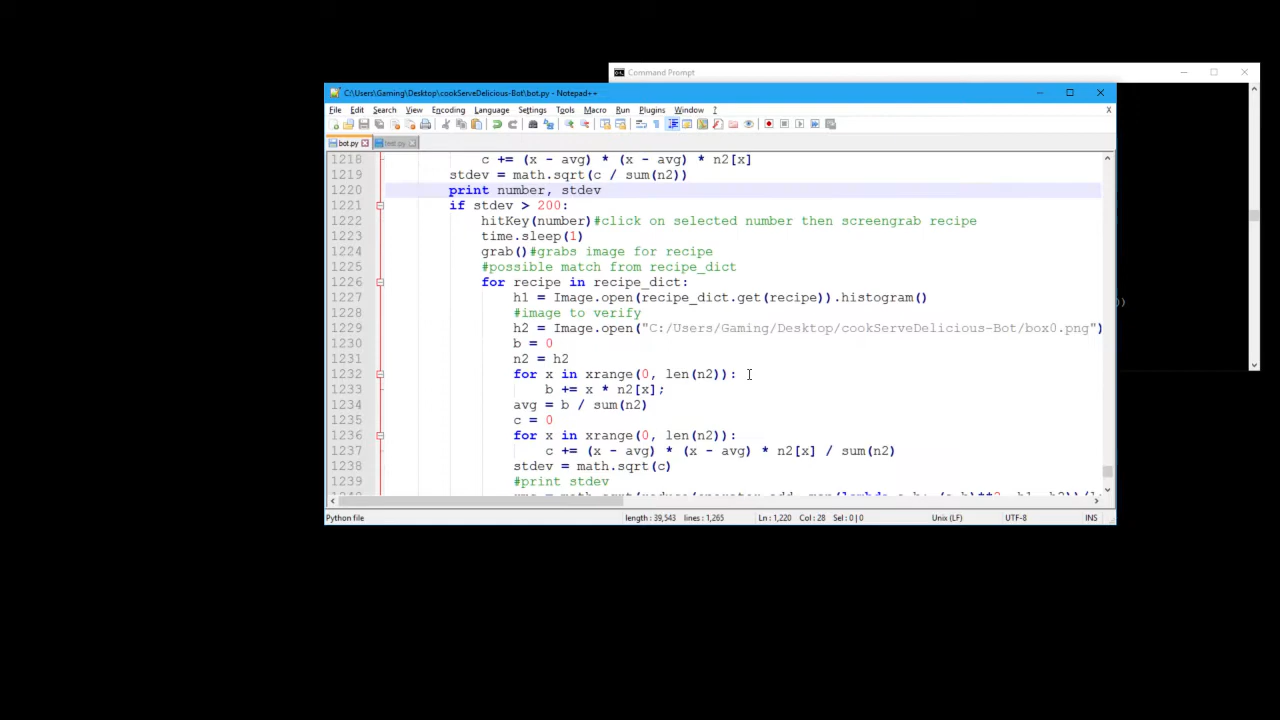 Command Prompt
C:\Users\Gaming\Desktop\cookServeDelicious-Bot\bot.py - Notepad++
File Edit Search View Encoding Language Settings Tools Macro Run Plugins Window ? X
bot.py test.py
1218 c += (x - avg) * (x - avg) * n2[x]
1219 stdev = math.sqrt(c / sum(n2))
1220 print number, stdev
1221 if stdev > 200:
1222 hitKey(number)#click on selected number then screengrab recipe
1223 time.sleep(1)
1224 grab()#grabs image for recipe
1225 #possible match from recipe_dict
1226 for recipe in recipe_dict:
1227 h1 = Image.open(recipe_dict.get(recipe)).histogram()
1228 #image to verify
1229 h2 = Image.open("C:/Users/Gaming/Desktop/cookServeDelicious-Bot/box0.png")
1230 b = 0
1231 n2 = h2
1232 for x in xrange(0, len(n2)):
1233 b += x * n2[x];
1234 avg = b / sum(n2)
1235 c = 0
1236 for x in xrange(0, len(n2)):
1237 c += (x - avg) * (x - avg) * n2[x] / sum(n2)
1238 stdev = math.sqrt(c)
1239 #print stdev
Python file length : 39,543 lines : 1,265 Ln : 1,220 Col : 28 Sel : 0 | 0 Unix (LF) UTF-8 INS